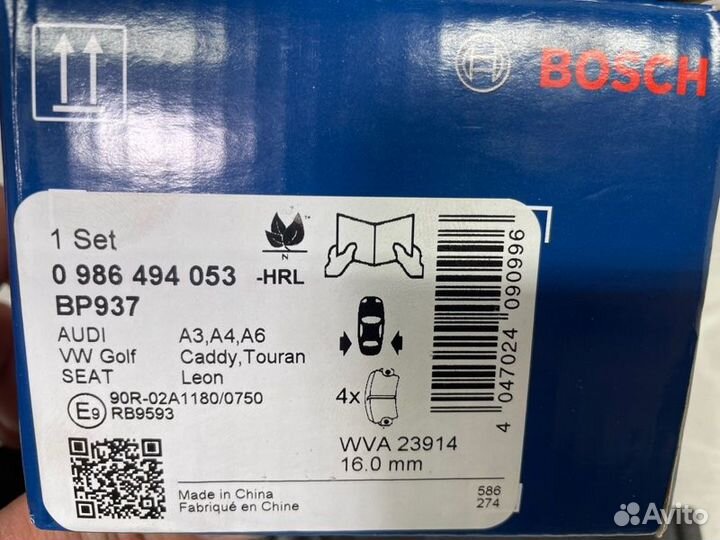 BOSCH
1 Set
N
0 986 494 053 -HRL
BP937
AUDI A3,A4,A6
VW Golf Caddy,Touran
SEAT Leon
E9 90R-02A1180/0750
RB9593
4x
WVA 23914
16.0 mm
Made in China
Fabriqué en Chine
586
274
4 047024 090996
Avito